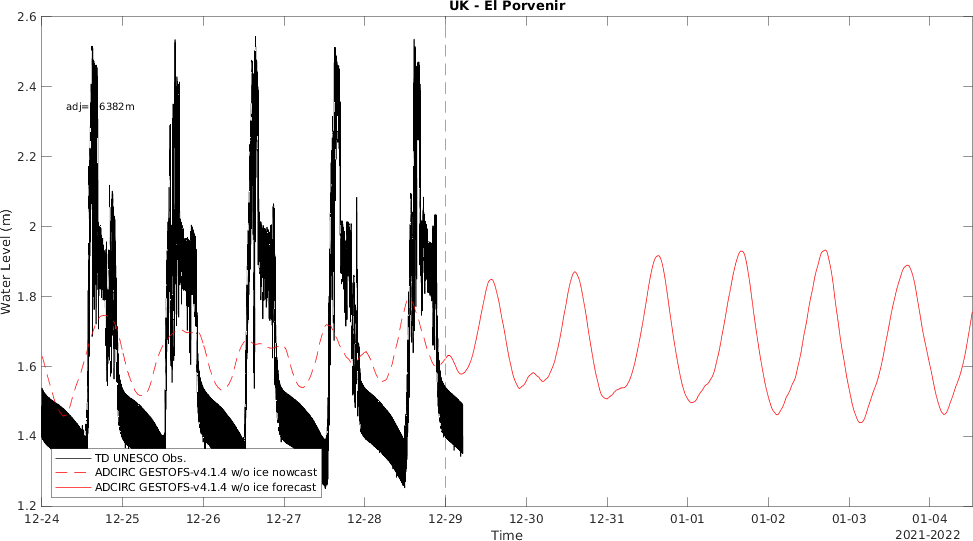 UK - El Porvenir
2.6
2.4
2.2
2
1.8
1.6
1.4
1.2
Water Level (m)
adj= 6382m
TD UNESCO Obs.
ADCIRC GESTOFS-v4.1.4 w/o ice nowcast
ADCIRC GESTOFS-v4.1.4 w/o ice forecast
12-24 12-25 12-26 12-27 12-28 12-29 12-30 12-31 01-01 01-02 01-03 01-04
Time
2021-2022